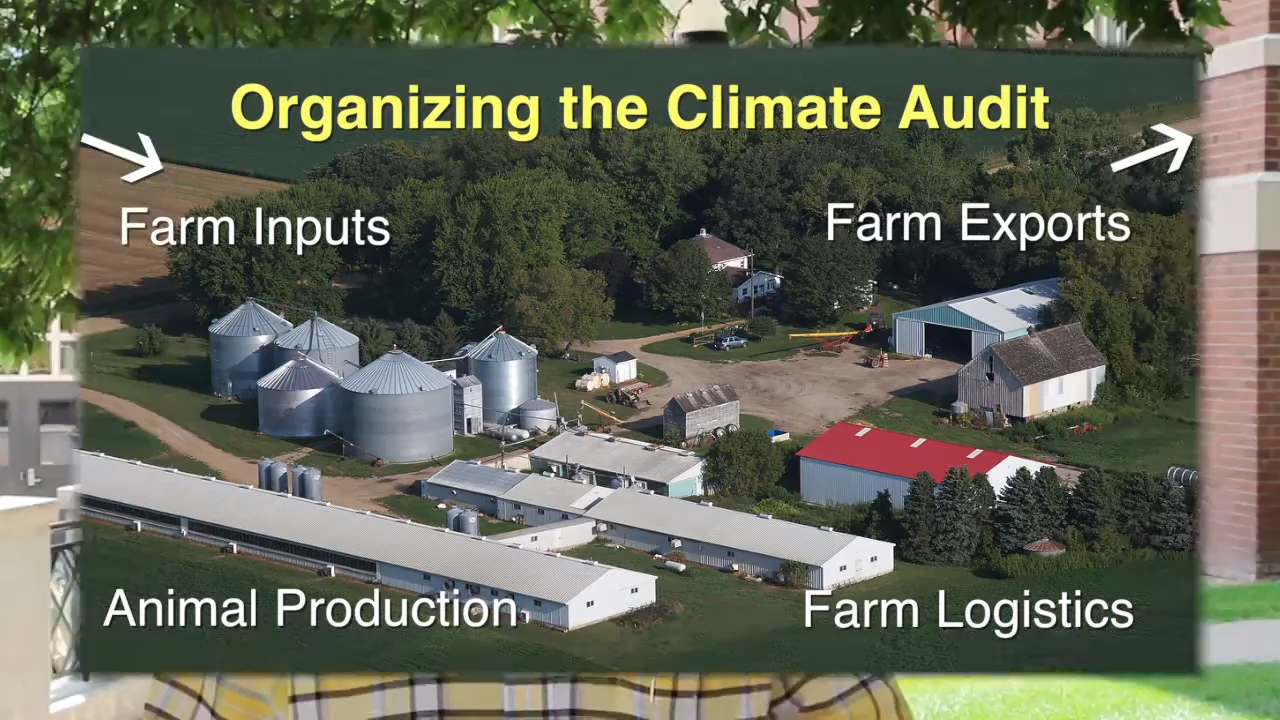 Organizing the Climate Audit
Farm Inputs
Farm Exports
Animal Production
Farm Logistics